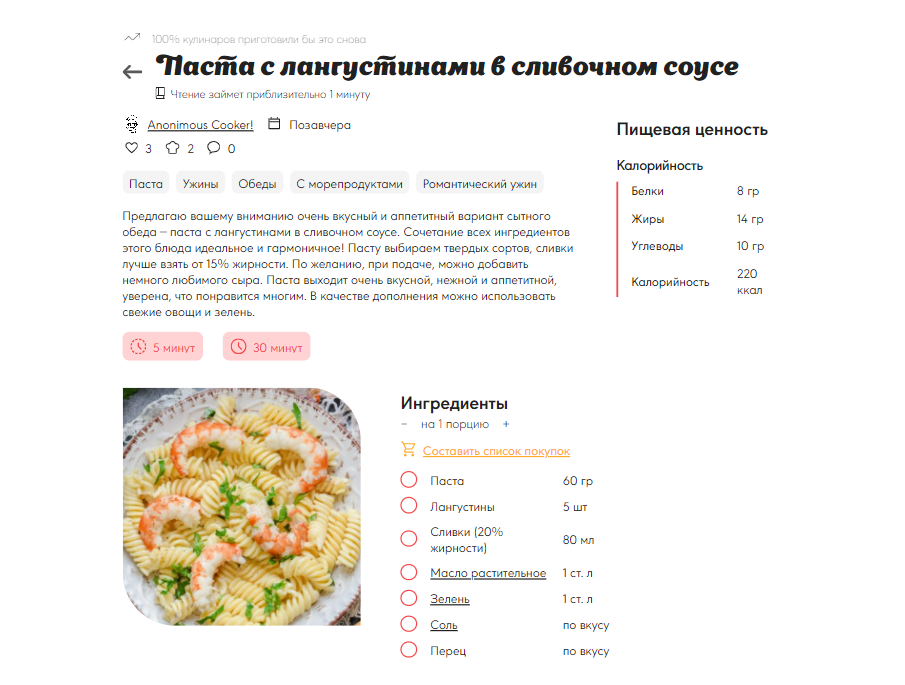 100% кулинаров приготовили бы это снова
Паста с лангустинами в сливочном соусе
Чтение займет приблизительно 1 минуту
Anonimous Cooker! Позавчера
3 2 0
Паста Ужины Обеды С морепродуктами Романтический ужин
Предлагаю вашему вниманию очень вкусный и аппетитный вариант сытного
обеда – паста с лангустинами в сливочном соусе. Сочетание всех ингредиентов
этого блюда идеальное и гармоничное! Пасту выбираем твердых сортов, сливки
лучше взять от 15% жирности. По желанию, при подаче, можно добавить
немного любимого сыра. Паста выходит очень вкусной, нежной и аппетитной,
уверена, что понравится многим. В качестве дополнения можно использовать
свежие овощи и зелень.
5 минут 30 минут
Пищевая ценность
Калорийность
Белки 8 гр
Жиры 14 гр
Углеводы 10 гр
Калорийность 220
ккал
Ингредиенты
− на 1 порцию +
Составить список покупок
Паста 60 гр
Лангустины 5 шт
Сливки (20%
жирности) 80 мл
Масло растительное 1 ст. л
Зелень 1 ст. л
Соль по вкусу
Перец по вкусу